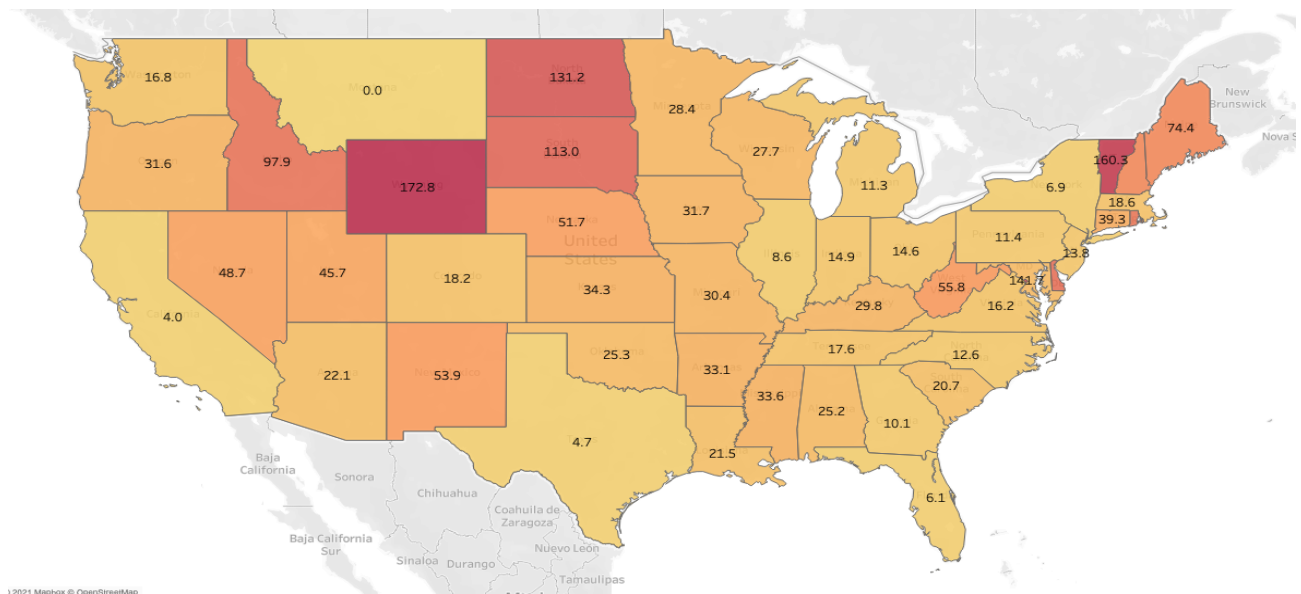 New
Brunswick
Nova S
16.8
0.0
131.2
28.4
74.4
31.6
97.9
172.8
113.0
27.7
11.3
160.3
6.9
18.6
39.3
48.7
45.7
18.2
51.7
United
States
31.7
8.6
14.9
14.6
11.4
13.8
141.7
4.0
34.3
30.4
29.8
55.8
16.2
22.1
53.9
25.3
33.1
17.6
12.6
20.7
4.7
33.6
25.2
10.1
21.5
6.1
Baja
California
Sonora
Chihuahua
Coahuila de
Zaragoza
Baja California
Sur
Sinaloa
Durango
Nuevo León
Tamaulipas
2021 Mapbox © OpenStreetMap